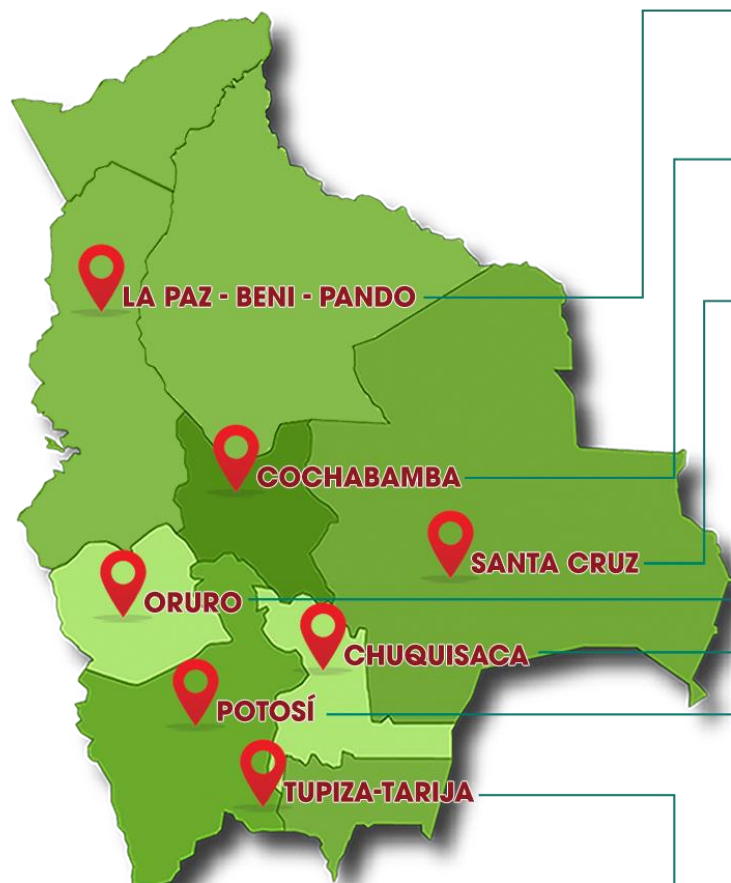 LA PAZ - BENI - PANDO
COCHABAMBA
SANTA CRUZ
ORURO
CHUQUISACA
POTOSÍ
TUPIZA-TARIJA